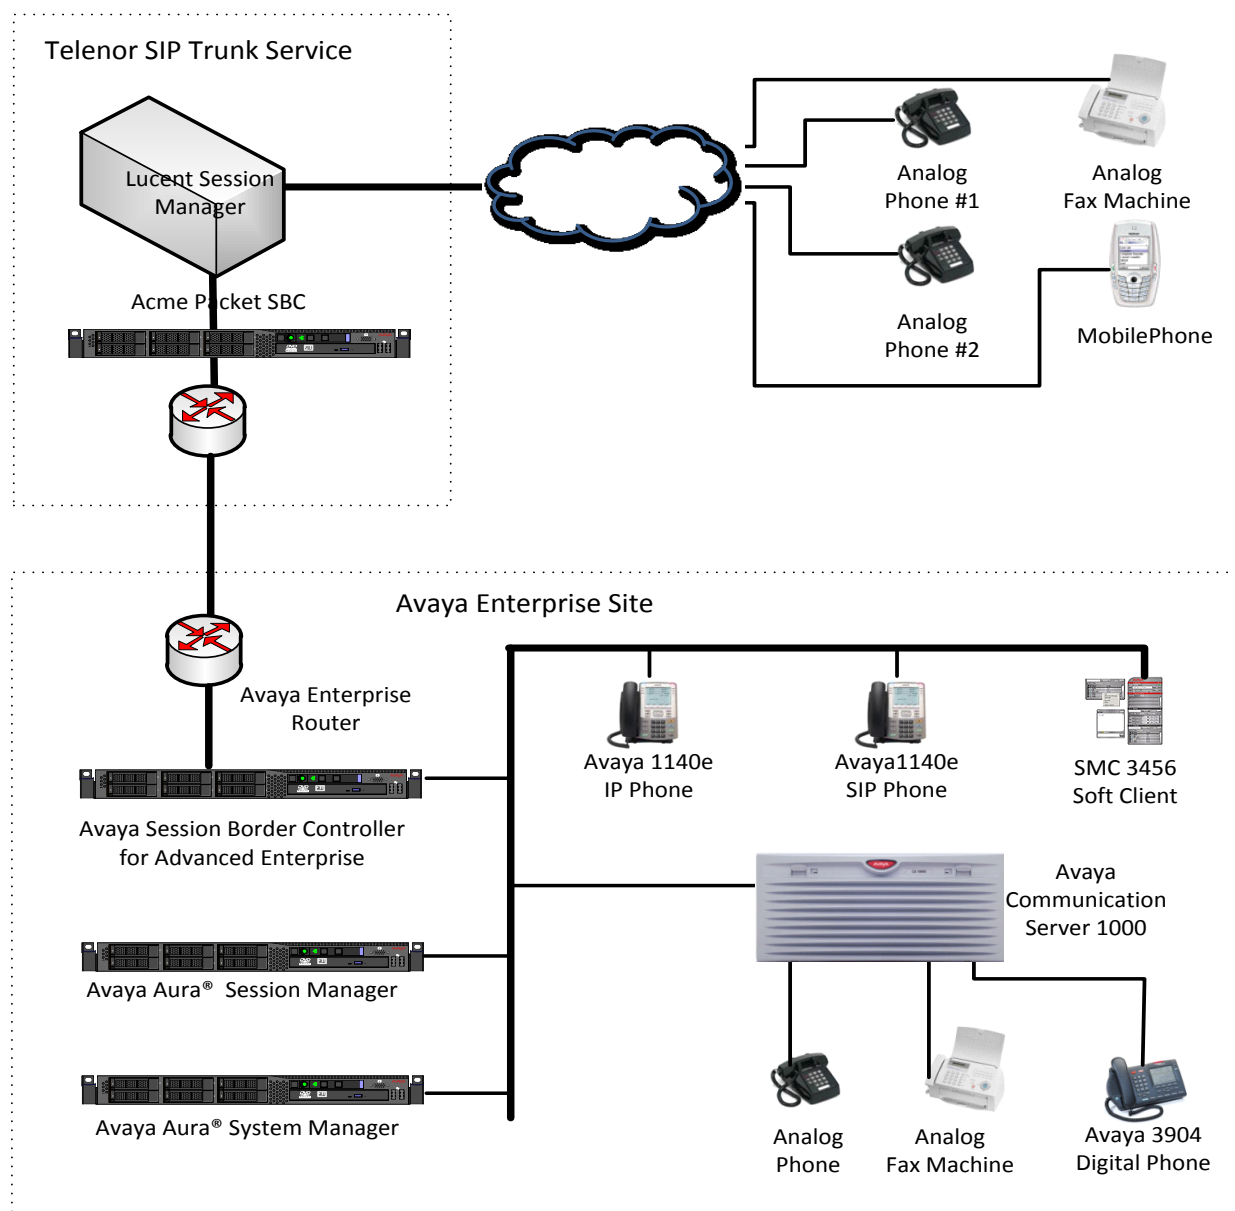 Telenor SIP Trunk Service
Lucent Session
Manager
Acme Packet SBC
Analog
Phone #1
Analog
Fax Machine
Analog
Phone #2
MobilePhone
Avaya Enterprise Site
Avaya Enterprise
Router
Avaya 1140e
IP Phone
Avaya1140e
SIP Phone
SMC 3456
Soft Client
Avaya Session Border Controller
for Advanced Enterprise
AVAYA
Avaya
Communication
Server 1000
Avaya Aura® Session Manager
Avaya Aura® System Manager
Analog
Phone
Analog
Fax Machine
Avaya 3904
Digital Phone